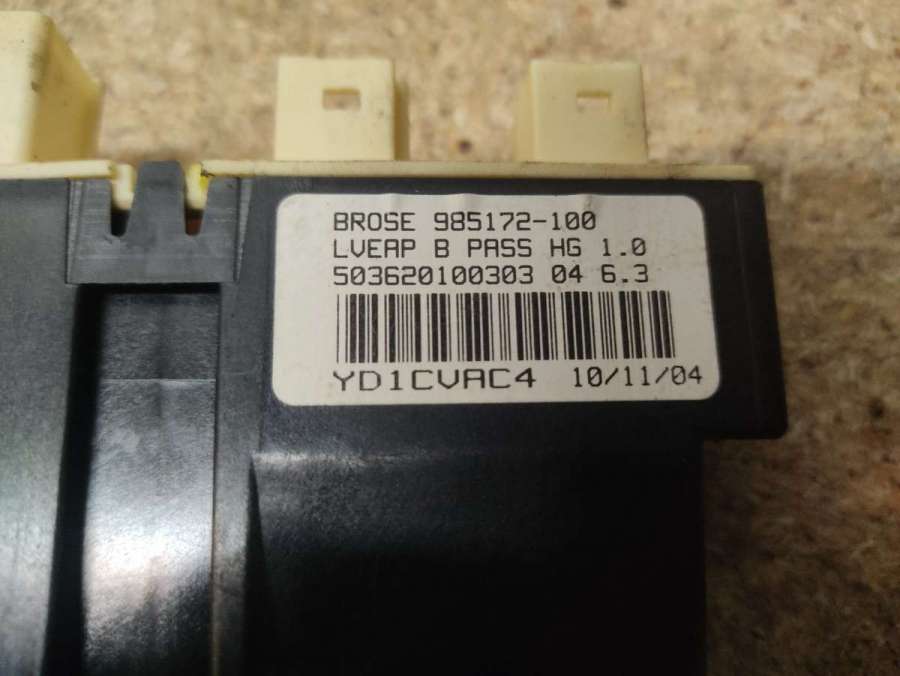 BROSE 985172-100
LVEAP B PASS HG 1.0
503620100303 04 6.3
YD1CVAC4 10/11/04